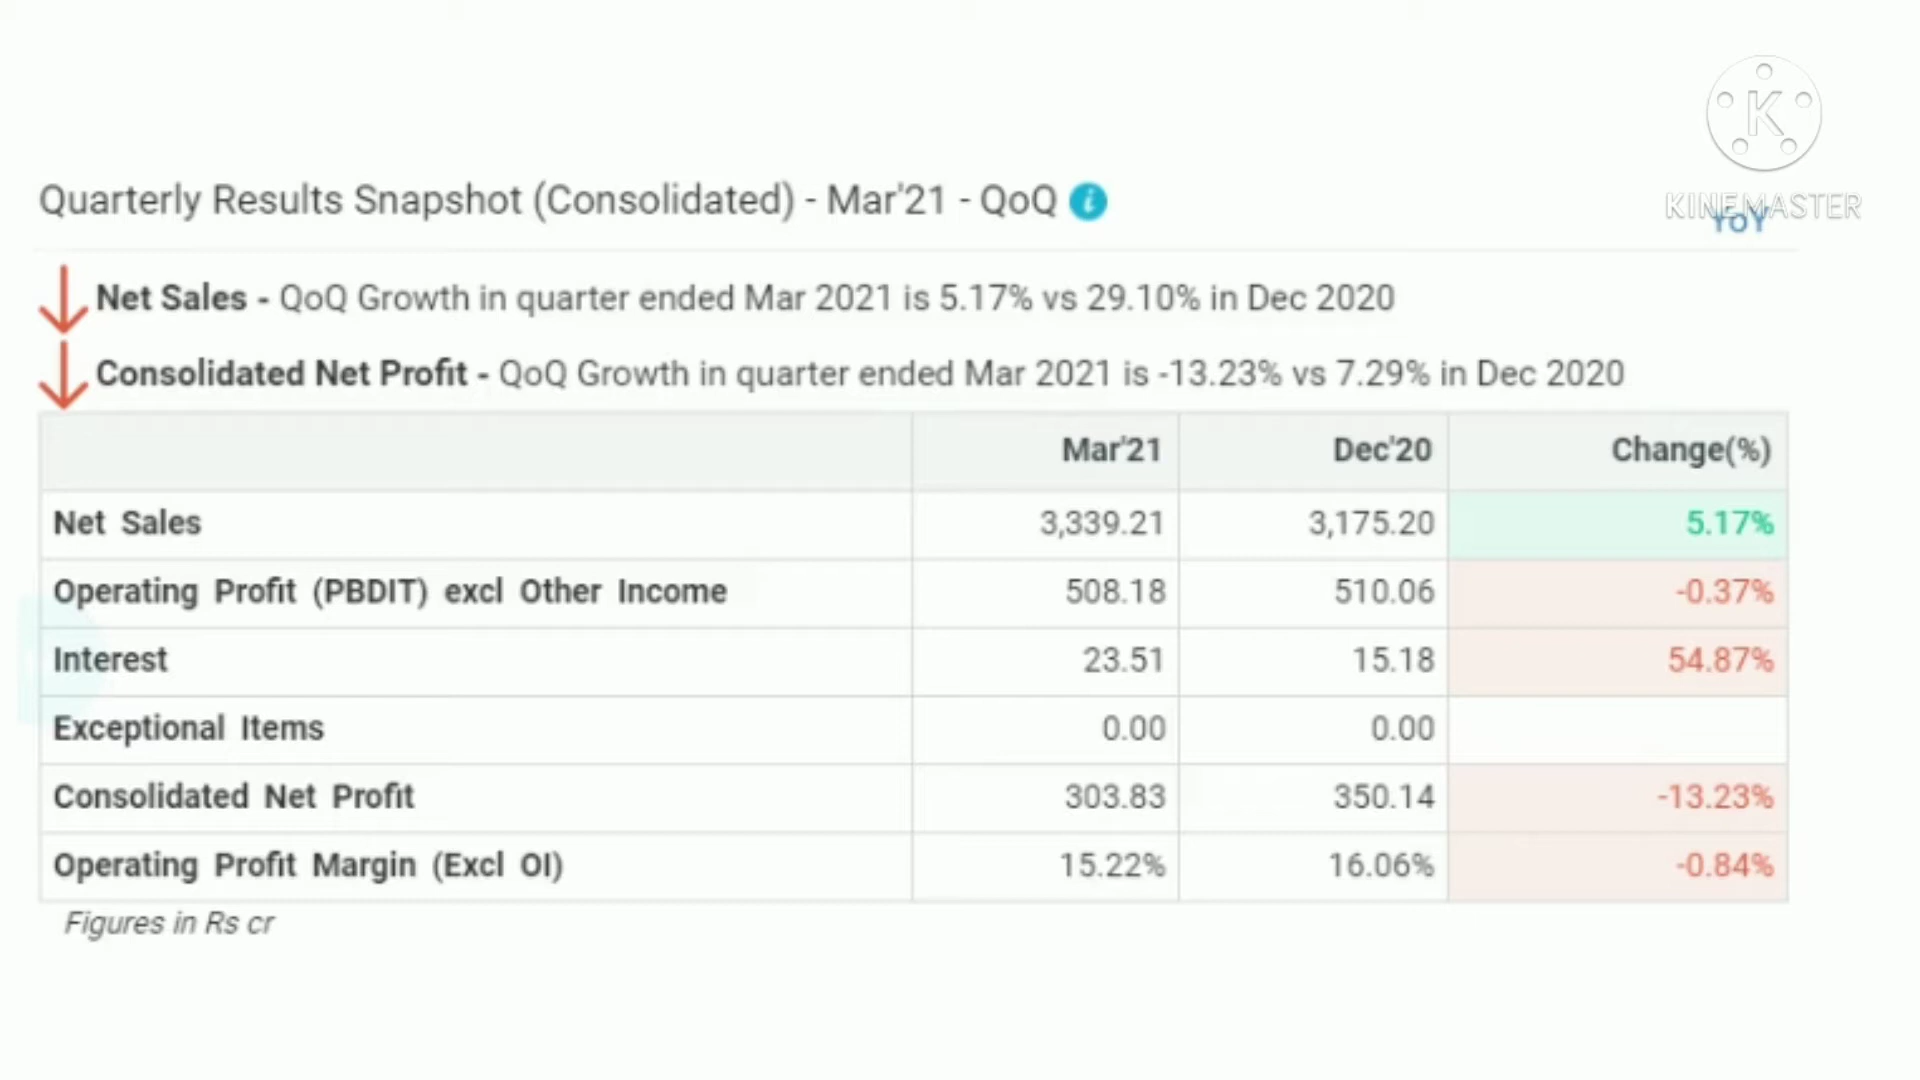 K
KINEMASTER
Quarterly Results Snapshot (Consolidated) - Mar'21 - QoQ i
YoY
Net Sales - QoQ Growth in quarter ended Mar 2021 is 5.17% vs 29.10% in Dec 2020
Consolidated Net Profit - QoQ Growth in quarter ended Mar 2021 is -13.23% vs 7.29% in Dec 2020
Mar'21 Dec'20 Change(%)
Net Sales 3,339.21 3,175.20 5.17%
Operating Profit (PBDIT) excl Other Income 508.18 510.06 -0.37%
Interest 23.51 15.18 54.87%
Exceptional Items 0.00 0.00
Consolidated Net Profit 303.83 350.14 -13.23%
Operating Profit Margin (Excl OI) 15.22% 16.06% -0.84%
Figures in Rs cr